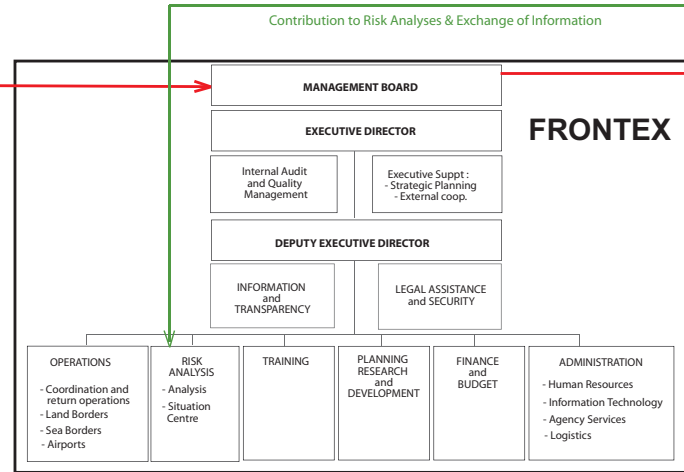 Contribution to Risk Analyses & Exchange of Information
MANAGEMENT BOARD
FRONTEX
EXECUTIVE DIRECTOR
Internal Audit
and Quality
Management
Executive Suppt :
- Strategic Planning
- External coop.
DEPUTY EXECUTIVE DIRECTOR
INFORMATION
and
TRANSPARENCY
LEGAL ASSISTANCE
and SECURITY
OPERATIONS
- Coordination and
return operations
- Land Borders
- Sea Borders
- Airports
RISK
ANALYSIS
- Analysis
- Situation
Centre
TRAINING
PLANNING
RESEARCH
and
DEVELOPMENT
FINANCE
and
BUDGET
ADMINISTRATION
- Human Resources
- Information Technology
- Agency Services
- Logistics